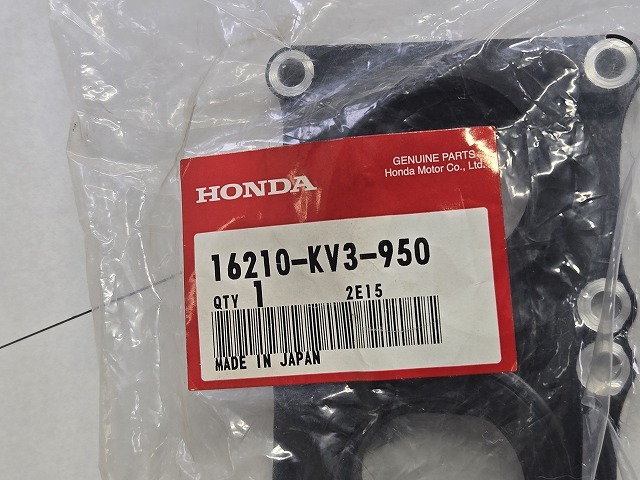 GENUINE PARTS
Honda Motor Co., Ltd.
HONDA
16210-KV3-950
QTY 1 2E15
MADE IN JAPAN